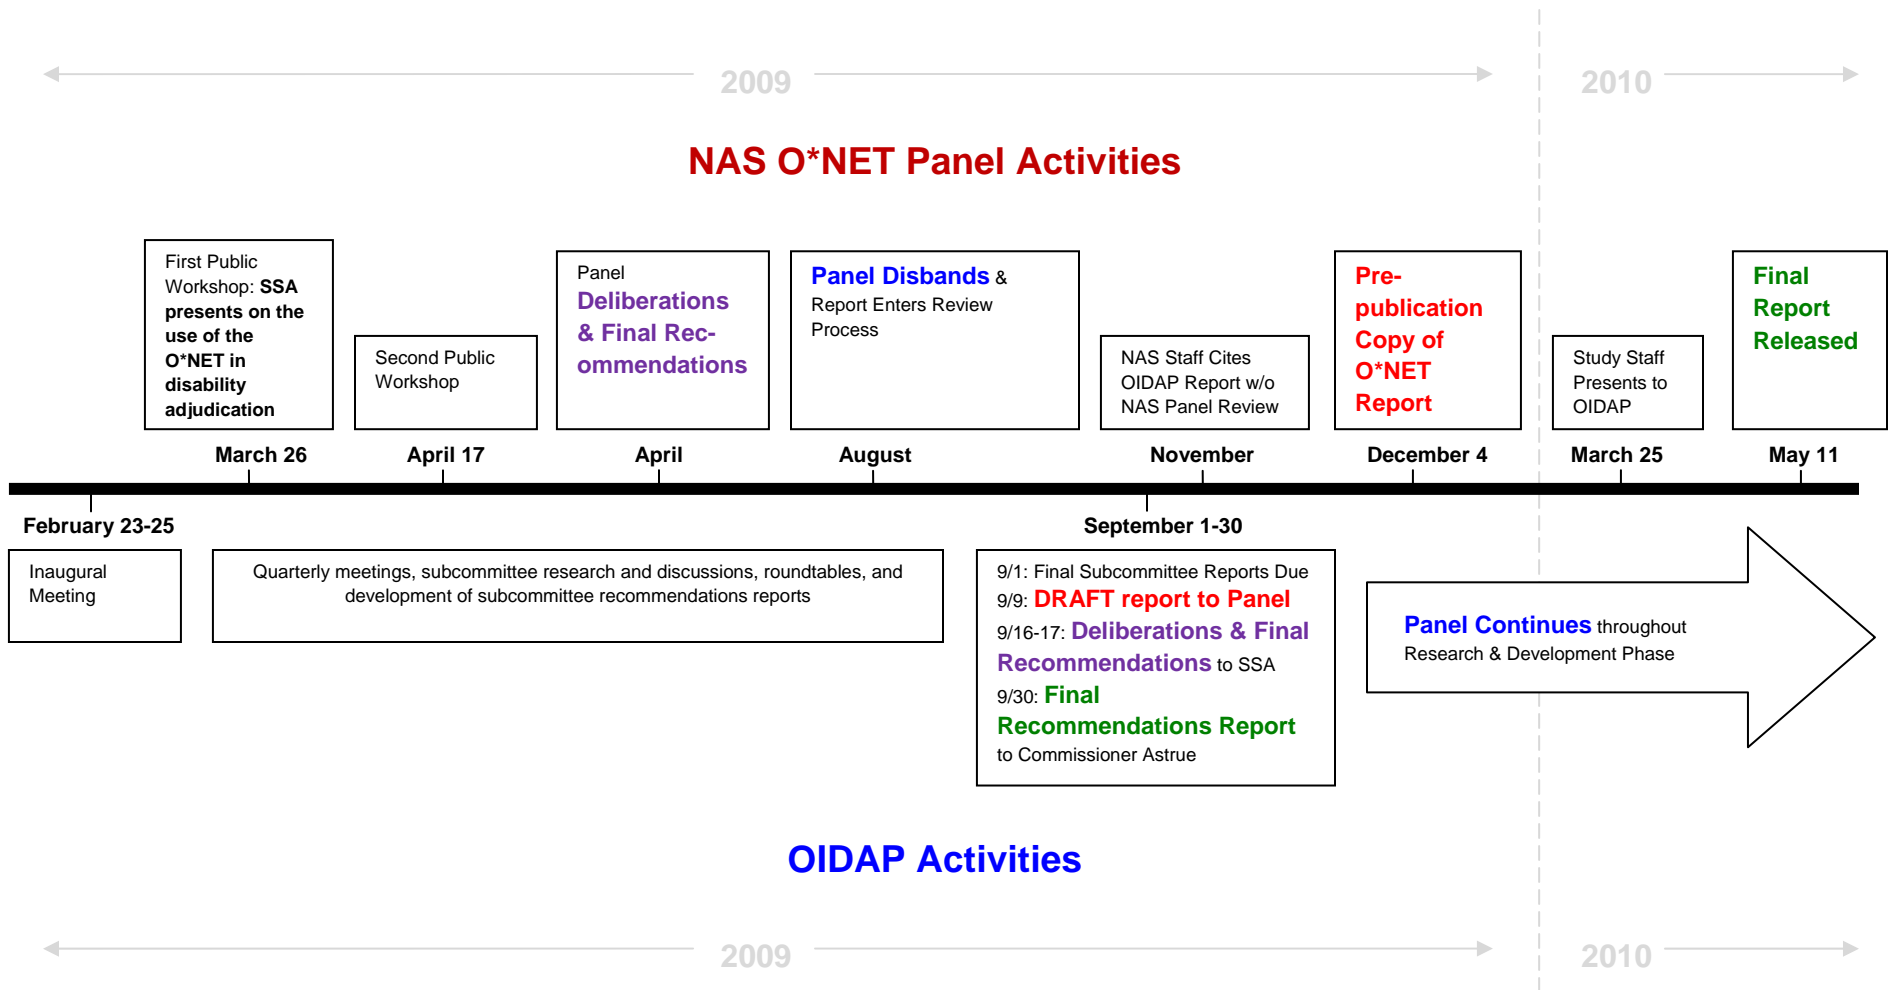 2009
2010
NAS O*NET Panel Activities
First Public
Workshop: SSA
presents on the
use of the
O*NET in
disability
adjudication
Second Public
Workshop
Panel
Deliberations
& Final Rec-
ommendations
Panel Disbands &
Report Enters Review
Process
NAS Staff Cites
OIDAP Report w/o
NAS Panel Review
Pre-
publication
Copy of
O*NET
Report
Study Staff
Presents to
OIDAP
Final
Report
Released
March 26
April 17
April
August
November
December 4
March 25
May 11
February 23-25
September 1-30
Inaugural
Meeting
Quarterly meetings, subcommittee research and discussions, roundtables, and
development of subcommittee recommendations reports
9/1: Final Subcommittee Reports Due
9/9: DRAFT report to Panel
9/16-17: Deliberations & Final
Recommendations to SSA
9/30: Final
Recommendations Report
to Commissioner Astrue
Panel Continues throughout
Research & Development Phase
OIDAP Activities
2009
2010